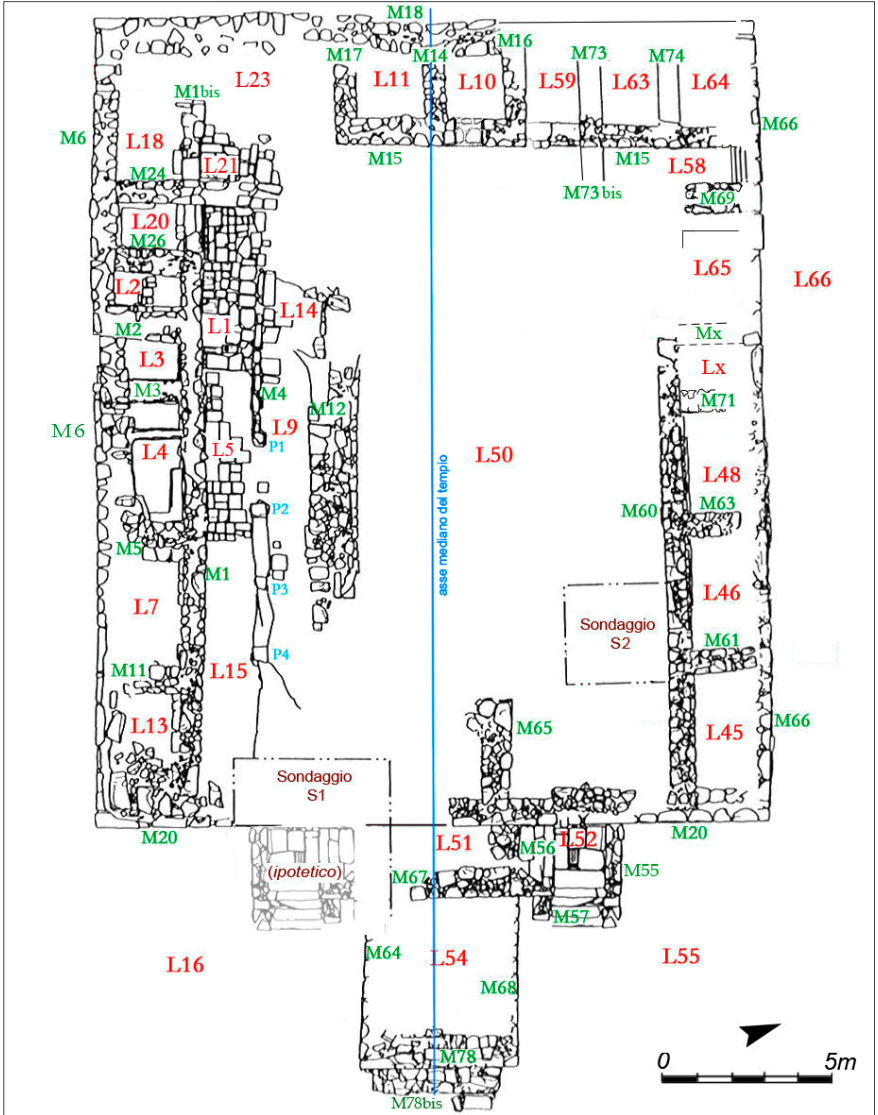 M18
M17 M14 M16 M73 M74
L23 L11 L10 L59 L63 L64
M1bis
M6 L18 M66
L21 M15 M15 L58
M24
M73 bis M69
L20
M26
L65 L66
L2
L14
M2 L1 Mx
L3 Lx
M3 M4 M71
M12
M6 L9
L4 L5 P1 L50 L48
M60 M63
P2
M5
M1 asse mediano del tempio
P3
L7 L46
Sondaggio
S2
M61
P4
M11 L15
M65 M66
L13 L45
Sondaggio
S1
M20 L51 M56 L52 M20
(ipotetico) M67 M55
M57
L16 M64 L54 L55
M68
M78
0 5m
M78bis